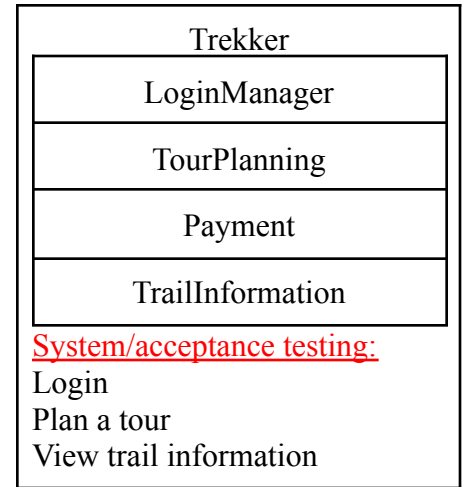 Trekker
LoginManager
TourPlanning
Payment
TrailInformation
System/acceptance testing:
Login
Plan a tour
View trail information